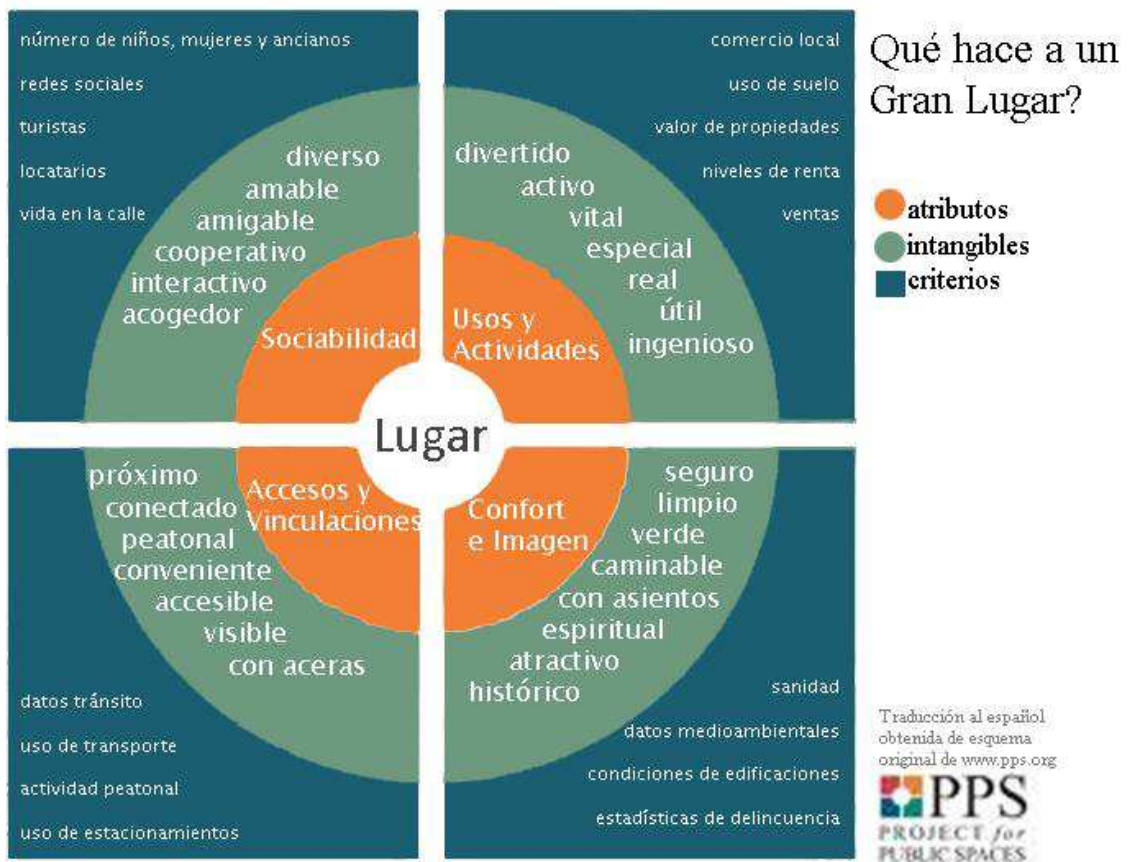 número de niños, mujeres y ancianos
redes sociales
turistas
locatarios
vida en la calle
diverso
amable
amigable
cooperativo
interactivo
acogedor
Sociabilidad
comercio local
uso de suelo
valor de propiedades
niveles de renta
ventas
divertido
activo
vital
especial
real
útil
ingenioso
Usos y
Actividades
Qué hace a un
Gran Lugar?
atributos
intangibles
criterios
Lugar
próximo
conectado
peatonal
conveniente
accesible
visible
con aceras
Accesos y
Vinculaciones
datos tránsito
uso de transporte
actividad peatonal
uso de estacionamientos
Confort
e Imagen
seguro
limpio
verde
caminable
con asientos
espiritual
atractivo
histórico
sanidad
datos medioambientales
condiciones de edificaciones
estadísticas de delincuencia
Traducción al español
obtenida de esquema
original de www.pps.org
PPS
PROJECT for
PUBLIC SPACES